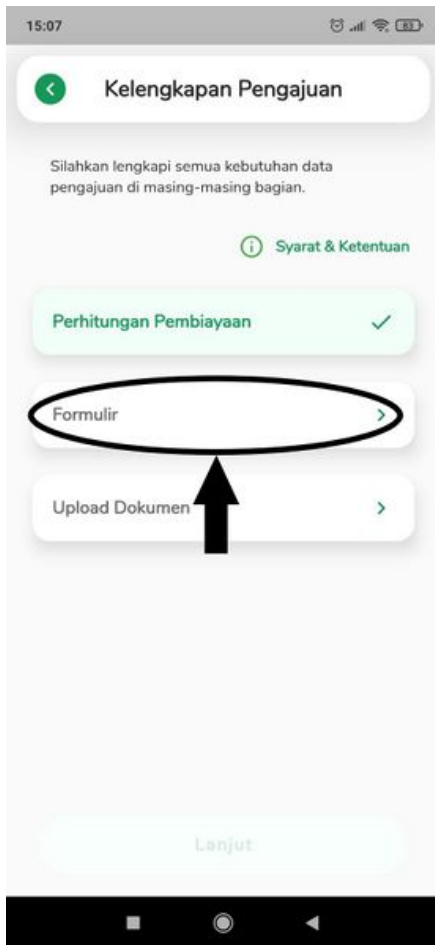 15:07
83
Kelengkapan Pengajuan
Silahkan lengkapi semua kebutuhan data
pengajuan di masing-masing bagian.
Syarat & Ketentuan
Perhitungan Pembiayaan
Formulir
Upload Dokumen
Lanjut